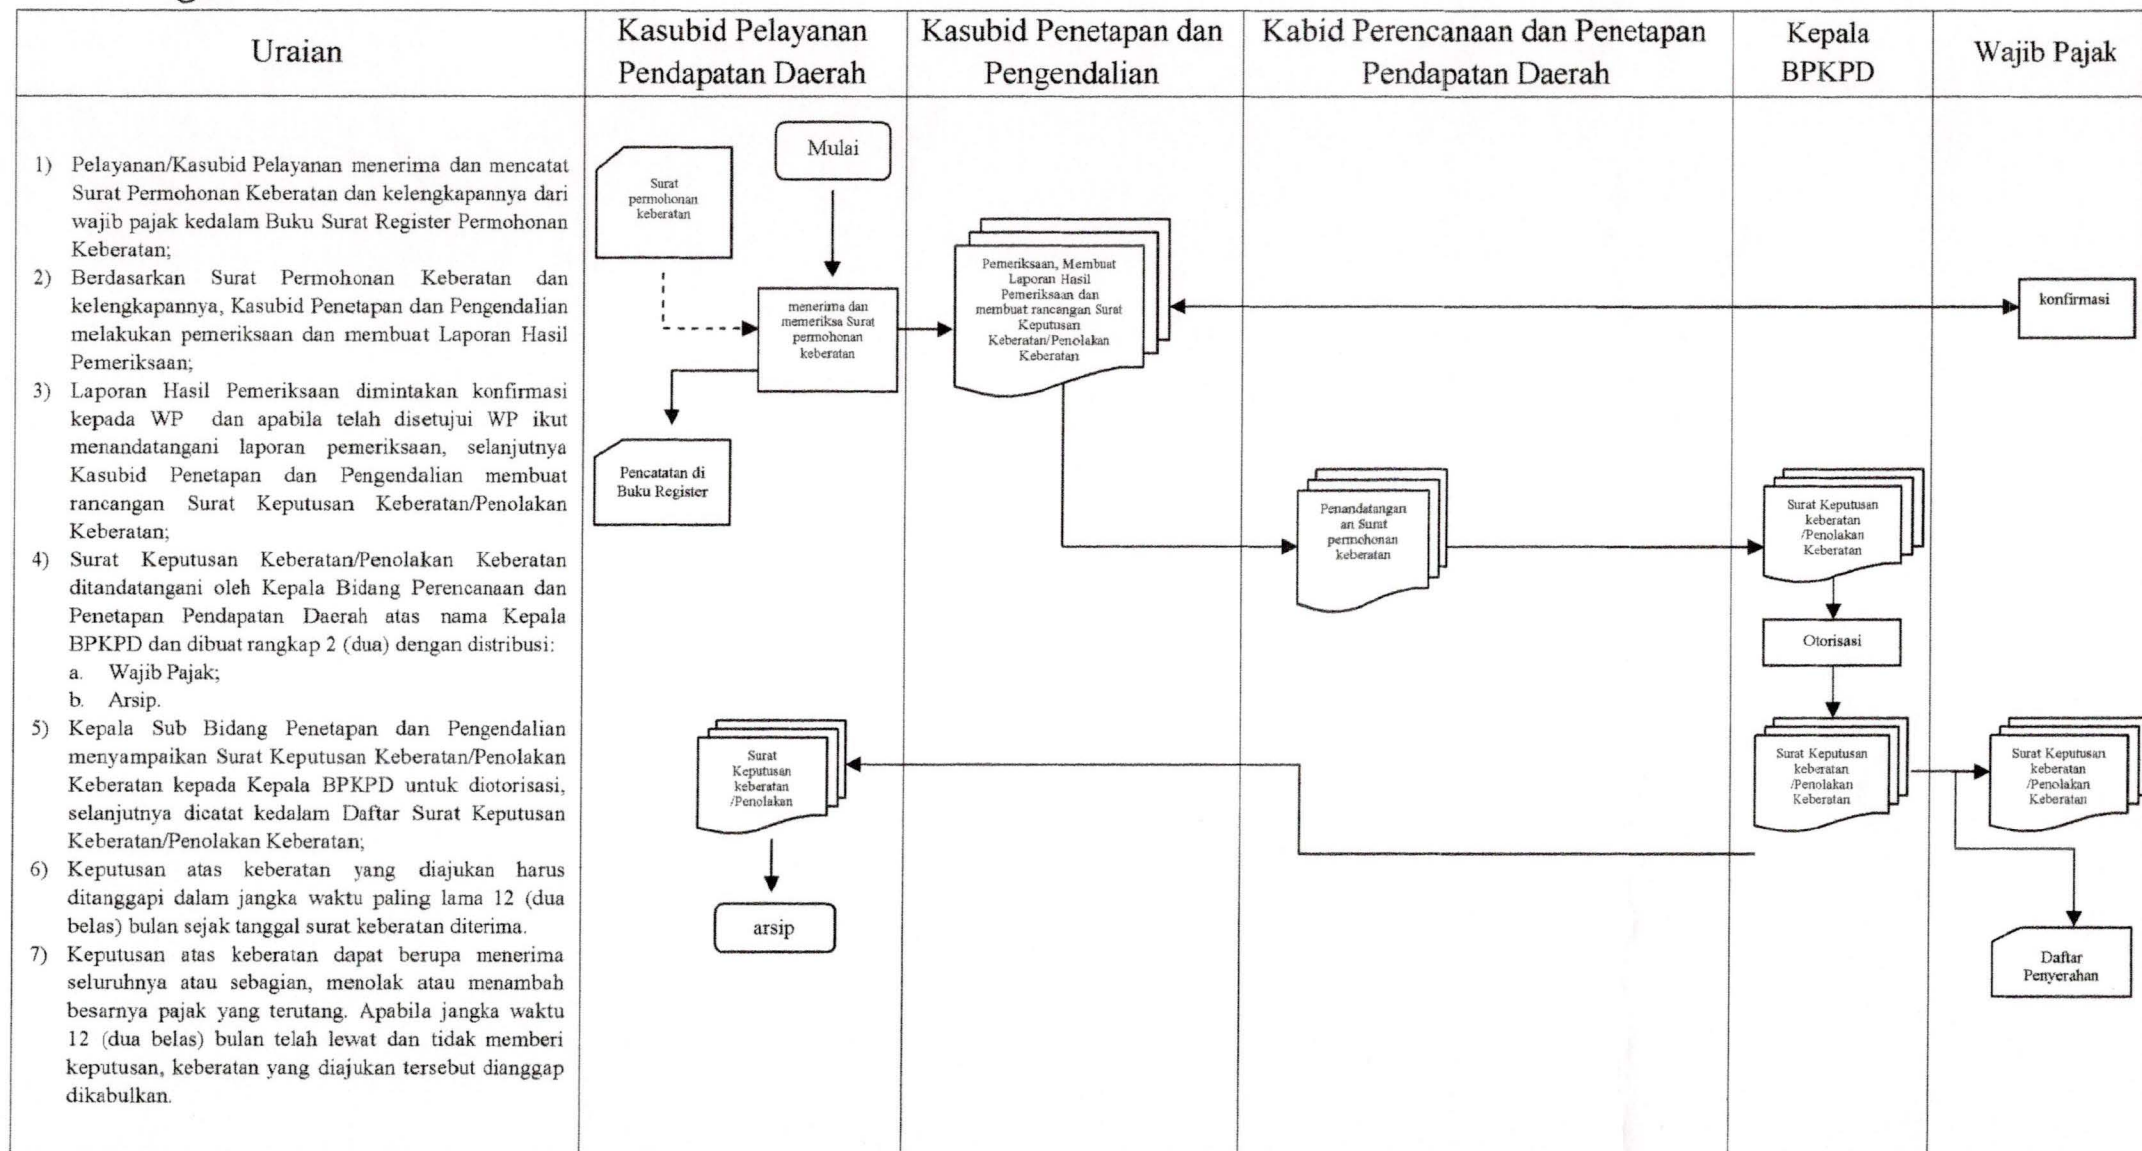 Uraian
Kasubid Pelayanan
Pendapatan Daerah
Kasubid Penetapan dan
Pengendalian
Kabid Perencanaan dan Penetapan
Pendapatan Daerah
Kepala
BPKPD
Wajib Pajak
1) Pelayanan/Kasubid Pelayanan menerima dan mencatat
Surat Permohonan Keberatan dan kelengkapannya dari
wajib pajak kedalam Buku Surat Register Permohonan
Keberatan;
2) Berdasarkan Surat Permohonan Keberatan dan
kelengkapannya, Kasubid Penetapan dan Pengendalian
melakukan pemeriksaan dan membuat Laporan Hasil
Pemeriksaan;
3) Laporan Hasil Pemeriksaan dimintakan konfirmasi
kepada WP dan apabila telah disetujui WP ikut
menandatangani laporan pemeriksaan, selanjutnya
Kasubid Penetapan dan Pengendalian membuat
rancangan Surat Keputusan Keberatan/Penolakan
Keberatan;
4) Surat Keputusan Keberatan/Penolakan Keberatan
ditandatangani oleh Kepala Bidang Perencanaan dan
Penetapan Pendapatan Daerah atas nama Kepala
BPKPD dan dibuat rangkap 2 (dua) dengan distribusi:
a. Wajib Pajak;
b. Arsip.
5) Kepala Sub Bidang Penetapan dan Pengendalian
menyampaikan Surat Keputusan Keberatan/Penolakan
Keberatan kepada Kepala BPKPD untuk diotorisasi,
selanjutnya dicatat kedalam Daftar Surat Keputusan
Keberatan/Penolakan Keberatan;
6) Keputusan atas keberatan yang diajukan harus
ditanggapi dalam jangka waktu paling lama 12 (dua
belas) bulan sejak tanggal surat keberatan diterima.
7) Keputusan atas keberatan dapat berupa menerima
seluruhnya atau sebagian, menolak atau menambah
besarnya pajak yang terutang. Apabila jangka waktu
12 (dua belas) bulan telah lewat dan tidak memberi
keputusan, keberatan yang diajukan tersebut dianggap
dikabulkan.
Mulai
Surat
permohonan
keberatan
menerima dan
memeriksa Surat
permohonan
keberatan
Pencatatan di
Buku Register
Pemeriksaan, Membuat
Laporan Hasil
Pemeriksaan dan
membuat rancangan Surat
Keputusan
Keberatan/Penolakan
Keberatan
konfirmasi
Penandatangan
an Surat
permohonan
keberatan
Surat Keputusan
keberatan
/Penolakan
Keberatan
Otorisasi
Surat
Keputusan
keberatan
/Penolakan
Surat Keputusan
keberatan
/Penolakan
Keberatan
Surat Keputusan
keberatan
/Penolakan
Keberatan
arsip
Daftar
Penyerahan